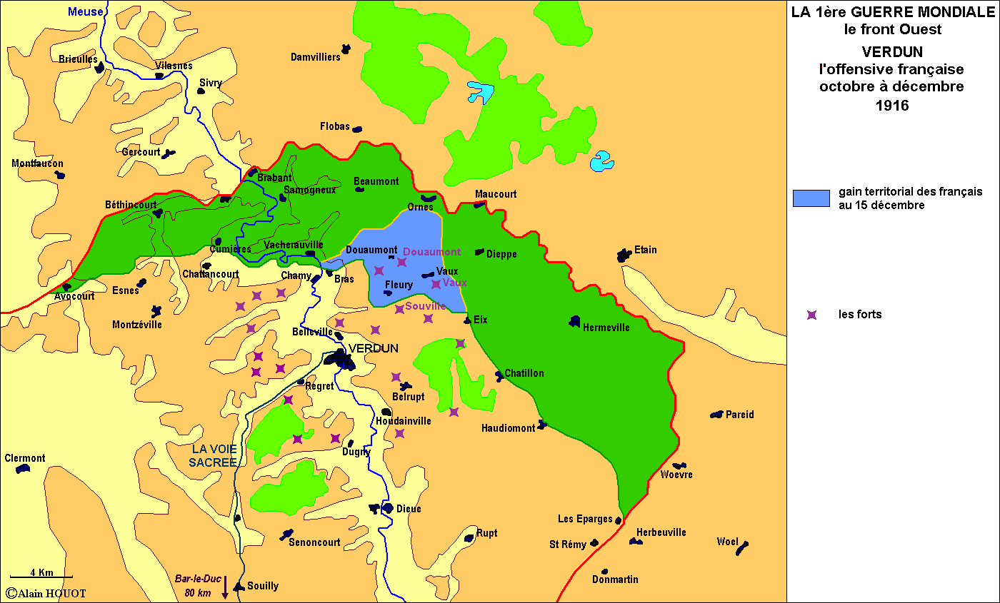 Meuse
LA 1ère GUERRE MONDIALE
le front Ouest
VERDUN
l'offensive française
octobre à décembre
1916
Damvilliers
Brieulles
Vilasnes
Sivry
Flobas
Gercourt
Montfaucon
Brabant
Beaumont
Samogneux
Maucourt
gain territorial des français
au 15 décembre
Béthincourt
Ornes
Vacherauville
Cumières
Douaumont
Douaumont
Dieppe
Etain
Chattancourt
Chamy
Bras
Vaux
Vaux
Fleury
Esnes
Avocourt
Souville
les forts
Montzéville
Eix
Hermeville
Belleville
VERDUN
Chatillon
Regret
Belrupt
Houdainville
Pareid
Haudiomont
LA VOIE
SACREE
Dugny
Clermont
Woevre
Dieue
Les Eparges
Herbeuville
Rupt
Senoncourt
St Rémy
Woel
4 Km
Bar-le-Duc
80 km
Souilly
Donmartin
©Alain HOUOT